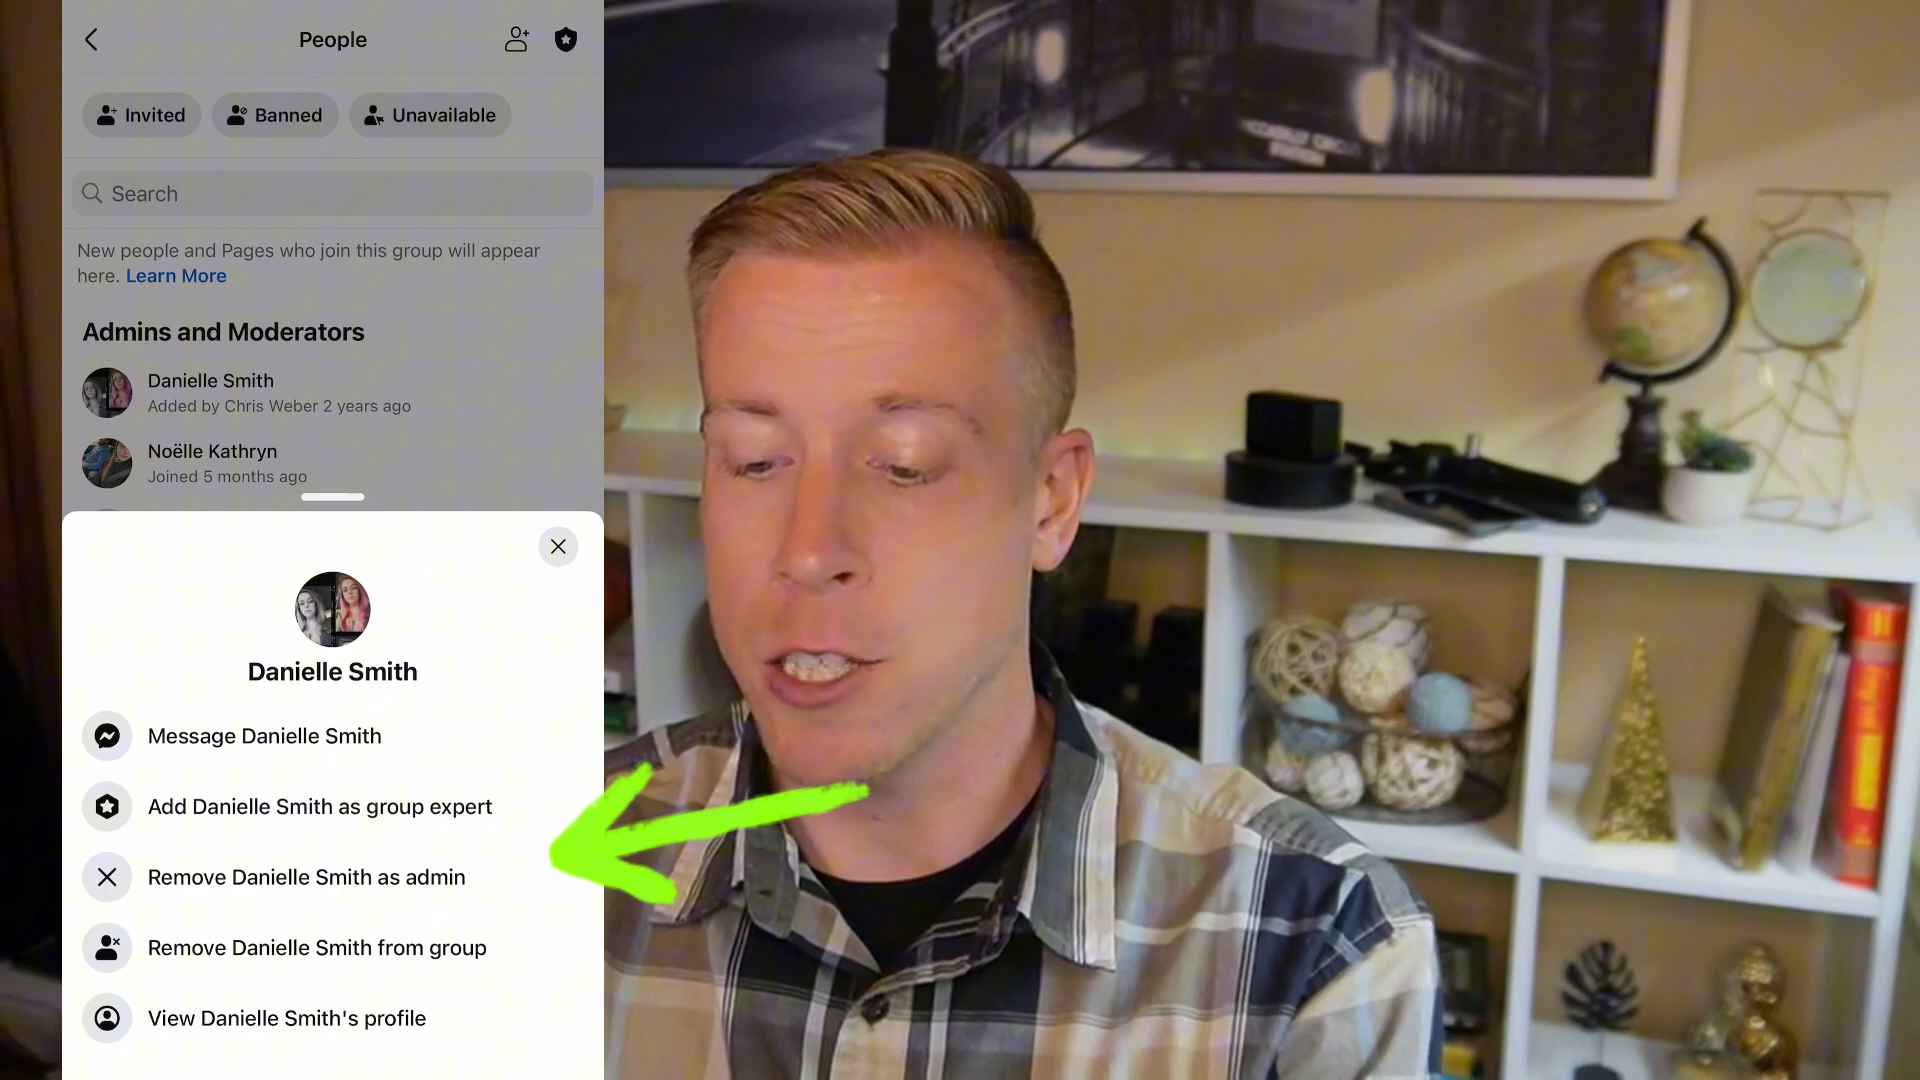 People
Invited
Banned
Unavailable
Search
New people and Pages who join this group will appear
here. Learn More
Admins and Moderators
Danielle Smith
Added by Chris Weber 2 years ago
Noëlle Kathryn
Joined 5 months ago
Danielle Smith
Message Danielle Smith
Add Danielle Smith as group expert
Remove Danielle Smith as admin
Remove Danielle Smith from group
View Danielle Smith's profile